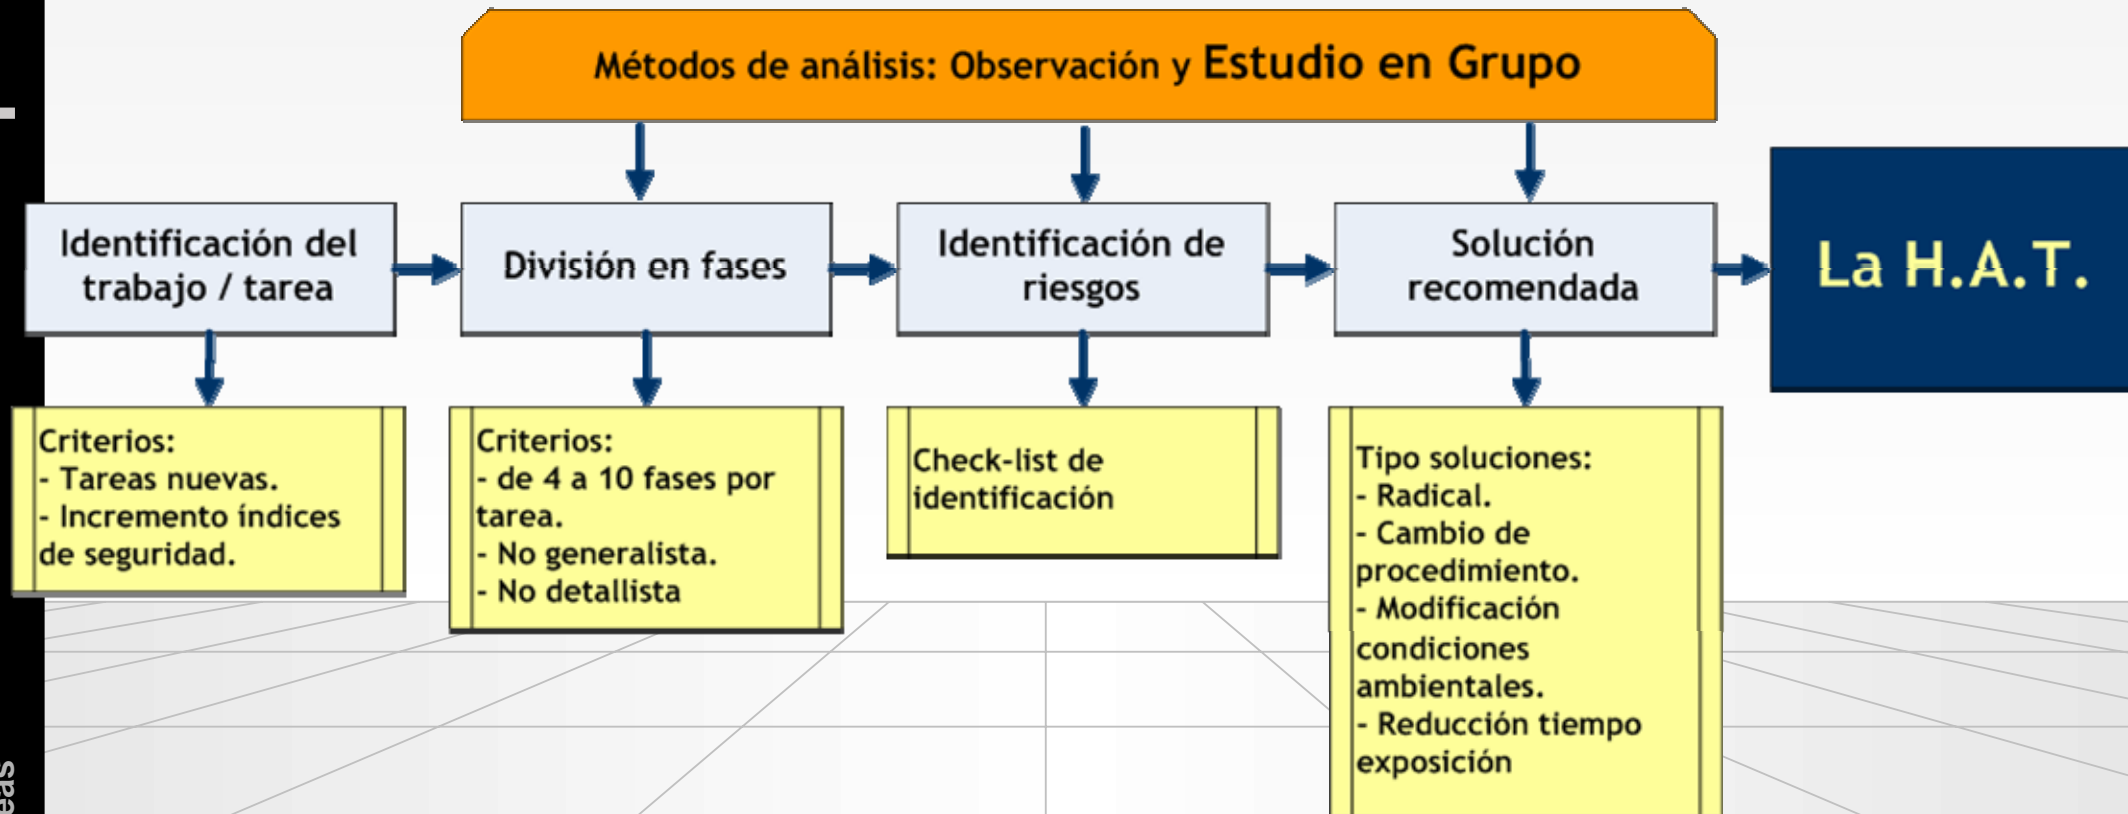 Métodos de análisis: Observación y Estudio en Grupo
Identificación del
trabajo / tarea
División en fases
Identificación de
riesgos
Solución
recomendada
La H.A.T.
Criterios:
- Tareas nuevas.
- Incremento índices
de seguridad.
Criterios:
- de 4 a 10 fases por
tarea.
- No generalista.
- No detallista
Check-list de
identificación
Tipo soluciones:
- Radical.
- Cambio de
procedimiento.
- Modificación
condiciones
ambientales.
- Reducción tiempo
exposición